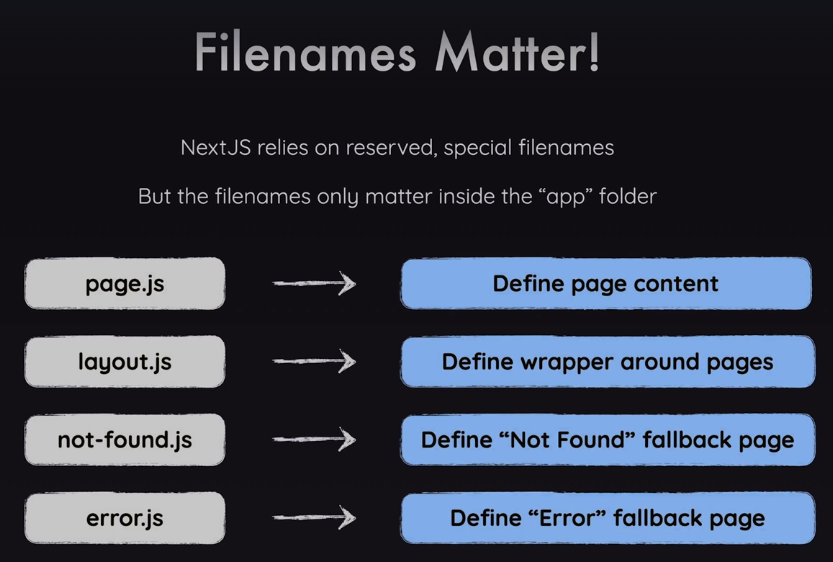 Filenames Matter!
NextJS relies on reserved, special filenames
But the filenames only matter inside the “app” folder
page.js
Define page content
layout.js
Define wrapper around pages
not-found.js
Define “Not Found” fallback page
error.js
Define “Error” fallback page